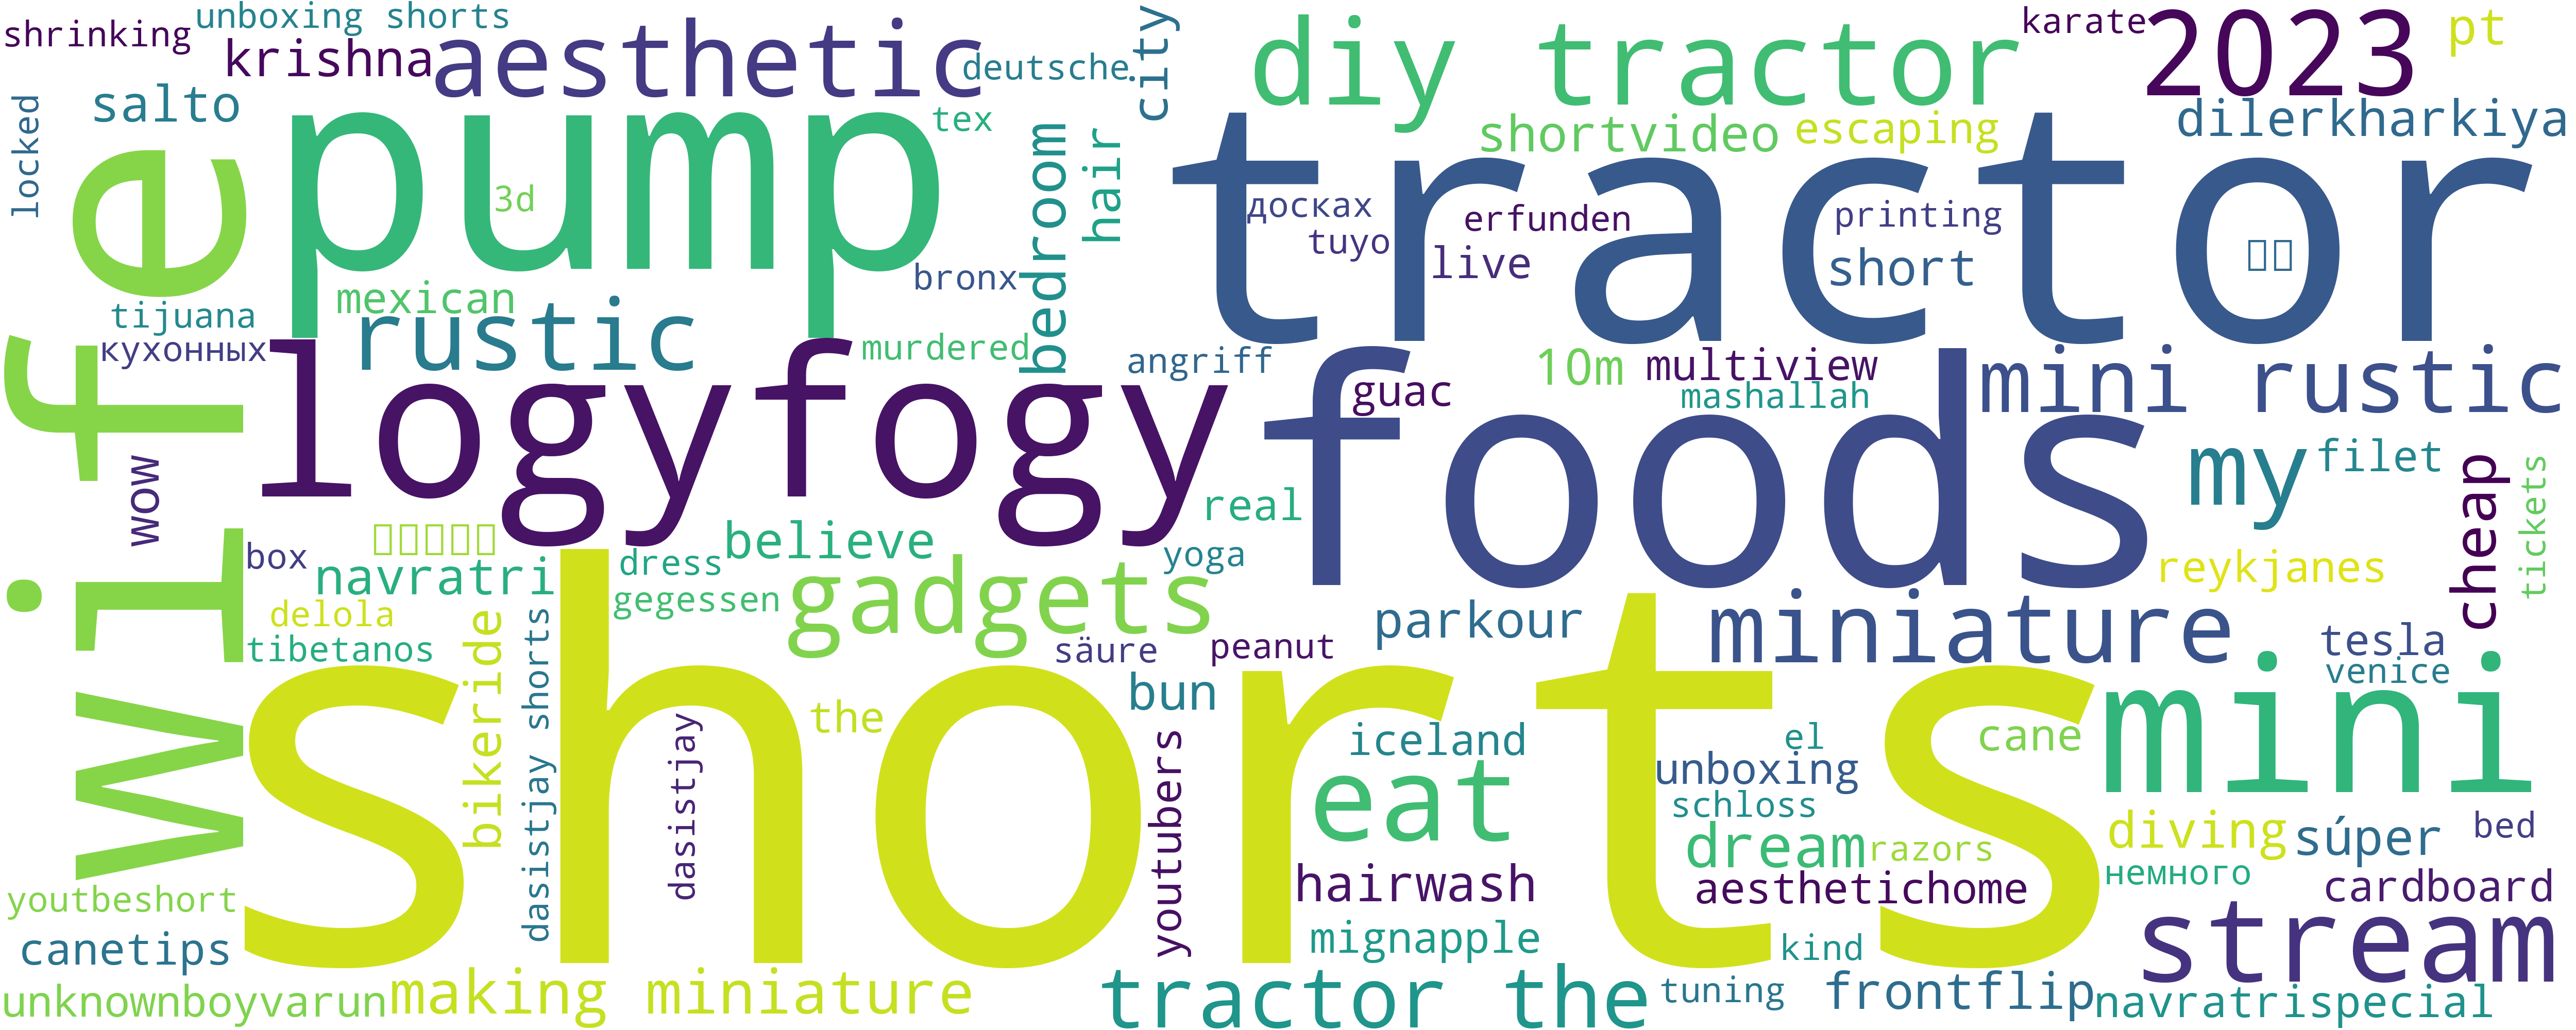 shrinking
unboxing shorts
krishna
aesthetic
deutsche
city
diy tractor
karate
2023
pt
locked
salto
pump
tex
bedroom
hair
shortvideo
escaping
dilerkharkiya
wife
3d
tractor
досках
tuyo
erfunden
live
printing
short
bronx
mexican
tijuana
rustic
кухонных
murdered
logyfogy
angriff
guac
10m
multiview
mashallah
mini rustic
foods
my
filet
cheap
tickets
wow
real
believe
box
navratri
dress
gegessen
gadgets
yoga
reykjanes
delola
tibetanos
bikeride
dasistjay shorts
dasistjay
säure
peanut
parkour
miniature
tesla
venice
mini
shorts
the
bun
youtubers
iceland
eat
el
unboxing
schloss
cane
dream
razors
diving
súper
bed
hairwash
aesthetichome
немного
cardboard
youtbeshort
canetips
mignapple
kind
stream
unknownboyvarun
making miniature
tractor the
tuning
frontflip
navratrispecial